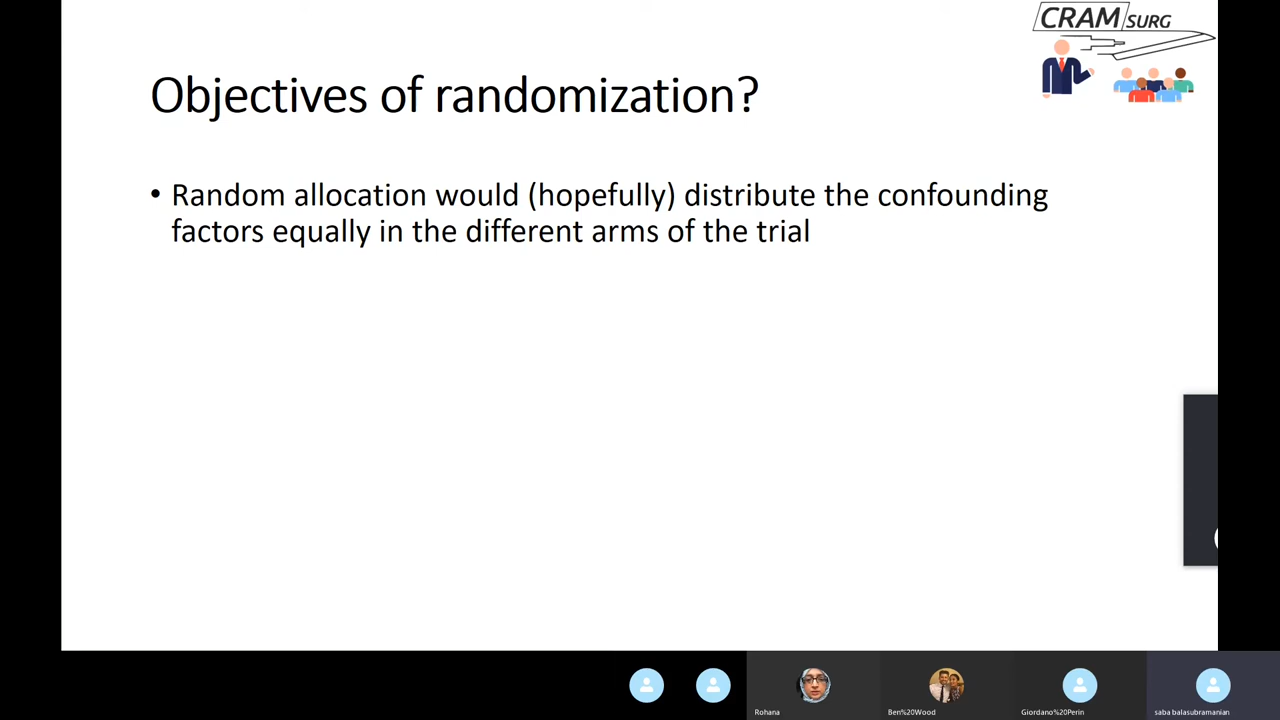 CRAM SURG
Objectives of randomization?
• Random allocation would (hopefully) distribute the confounding
factors equally in the different arms of the trial
Rohana
Ben%20Wood
Giordano%20Perin
saba balasubramanian